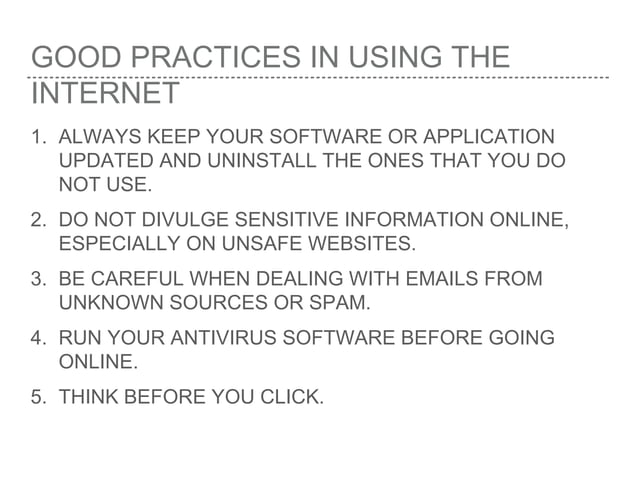 GOOD PRACTICES IN USING THE
INTERNET
1. ALWAYS KEEP YOUR SOFTWARE OR APPLICATION
UPDATED AND UNINSTALL THE ONES THAT YOU DO
NOT USE.
2. DO NOT DIVULGE SENSITIVE INFORMATION ONLINE,
ESPECIALLY ON UNSAFE WEBSITES.
3. BE CAREFUL WHEN DEALING WITH EMAILS FROM
UNKNOWN SOURCES OR SPAM.
4. RUN YOUR ANTIVIRUS SOFTWARE BEFORE GOING
ONLINE.
5. THINK BEFORE YOU CLICK.